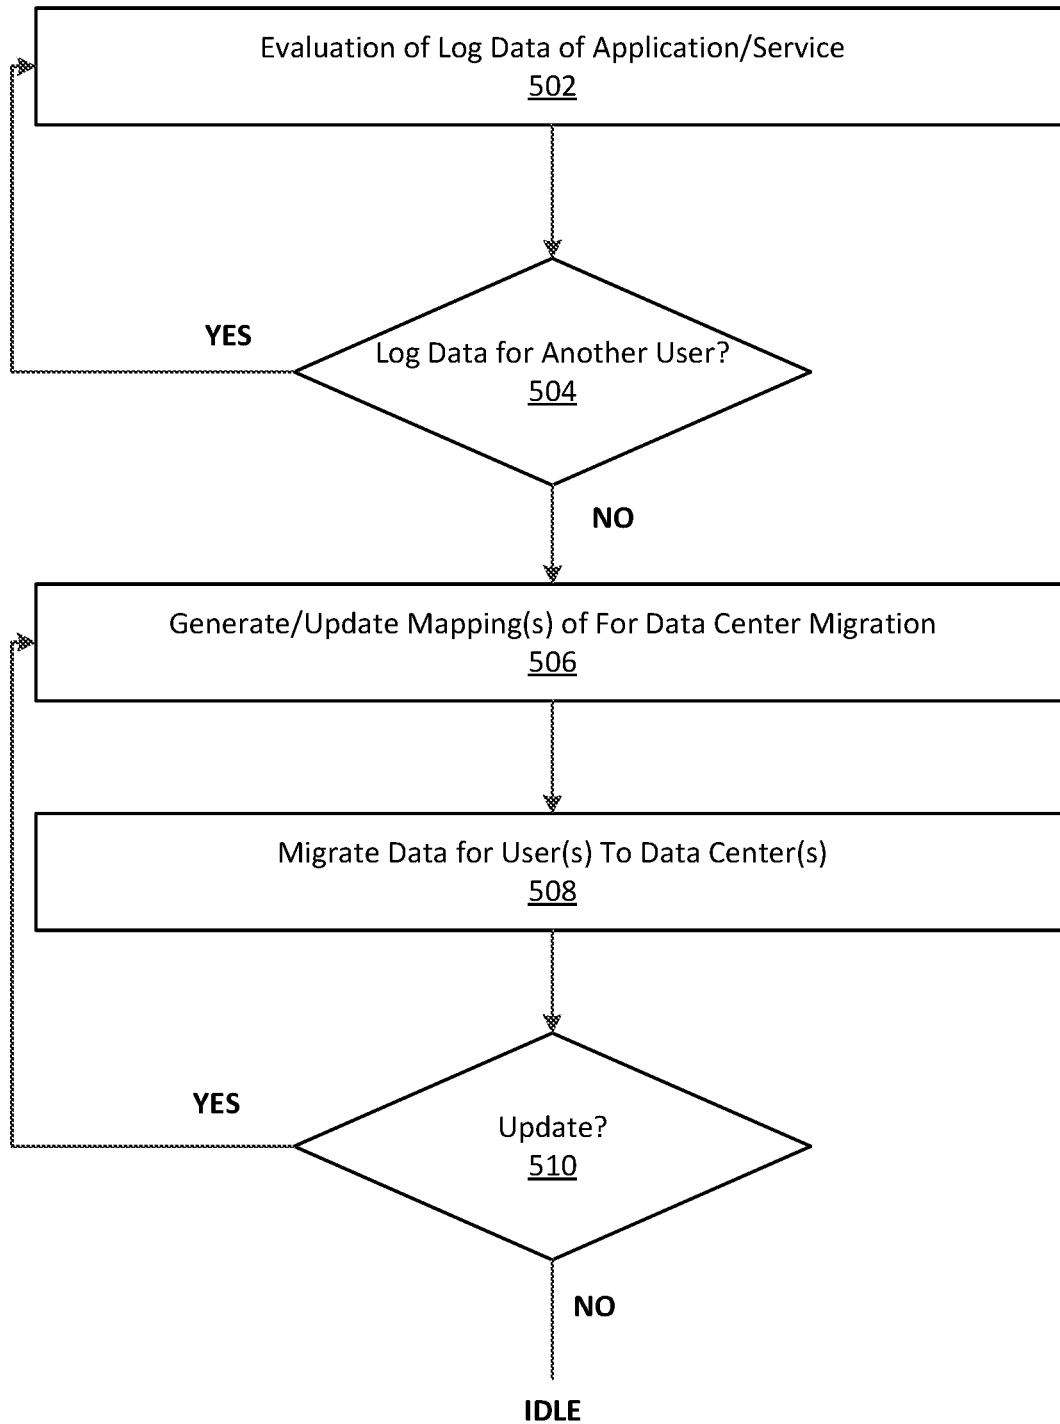 Evaluation of Log Data of Application/Service
502
YES
Log Data for Another User?
504
NO
Generate/Update Mapping(s) of For Data Center Migration
506
Migrate Data for User(s) To Data Center(s)
508
YES
Update?
510
NO
IDLE